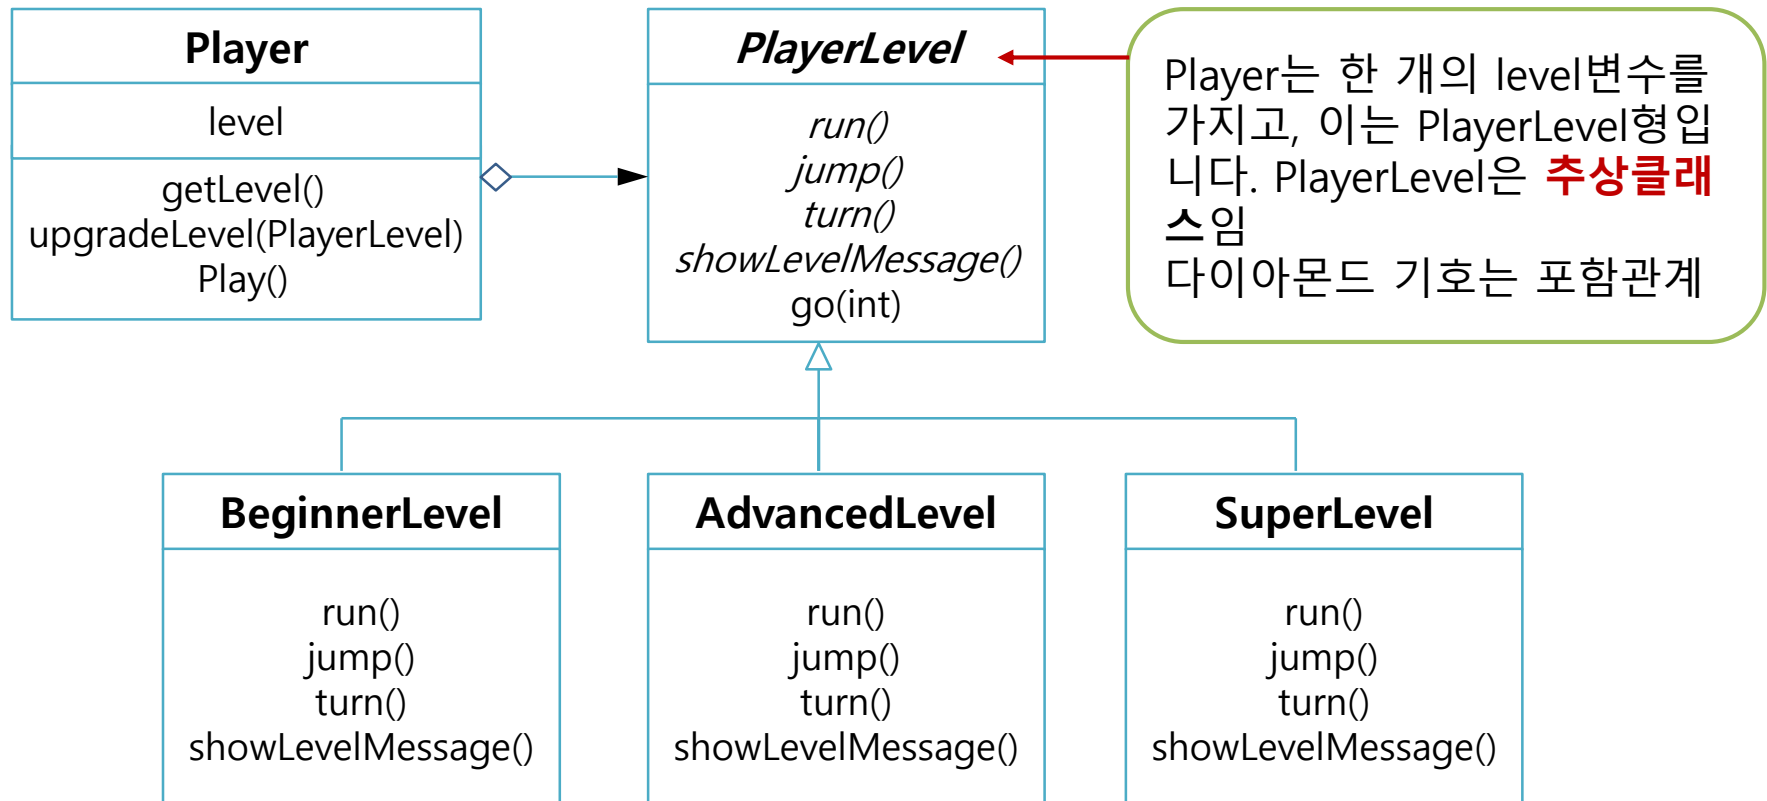 Player
level
getLevel()
upgradeLevel(PlayerLevel)
Play()
PlayerLevel
run()
jump()
turn()
showLevelMessage()
go(int)
Player는 한 개의 level변수를
가지고, 이는 PlayerLevel형입
니다. PlayerLevel은 추상클래
스임
다이아몬드 기호는 포함관계
BeginnerLevel
run()
jump()
turn()
showLevelMessage()
AdvancedLevel
run()
jump()
turn()
showLevelMessage()
SuperLevel
run()
jump()
turn()
showLevelMessage()